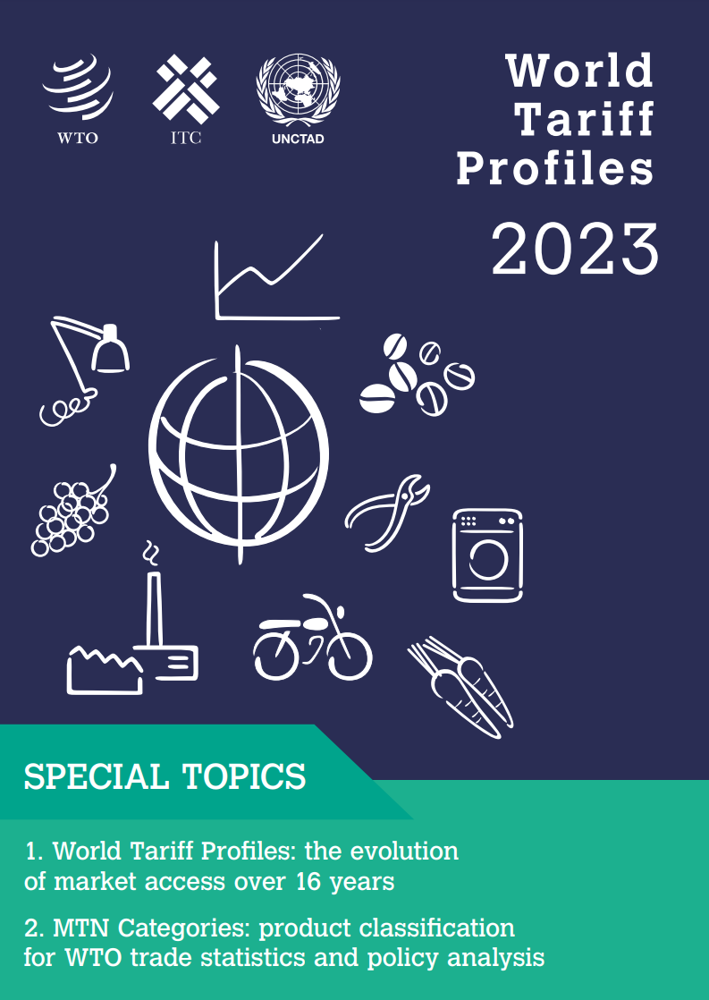 WTO
ITC
UNCTAD
World
Tariff
Profiles
2023
SPECIAL TOPICS
1. World Tariff Profiles: the evolution
of market access over 16 years
2. MTN Categories: product classification
for WTO trade statistics and policy analysis